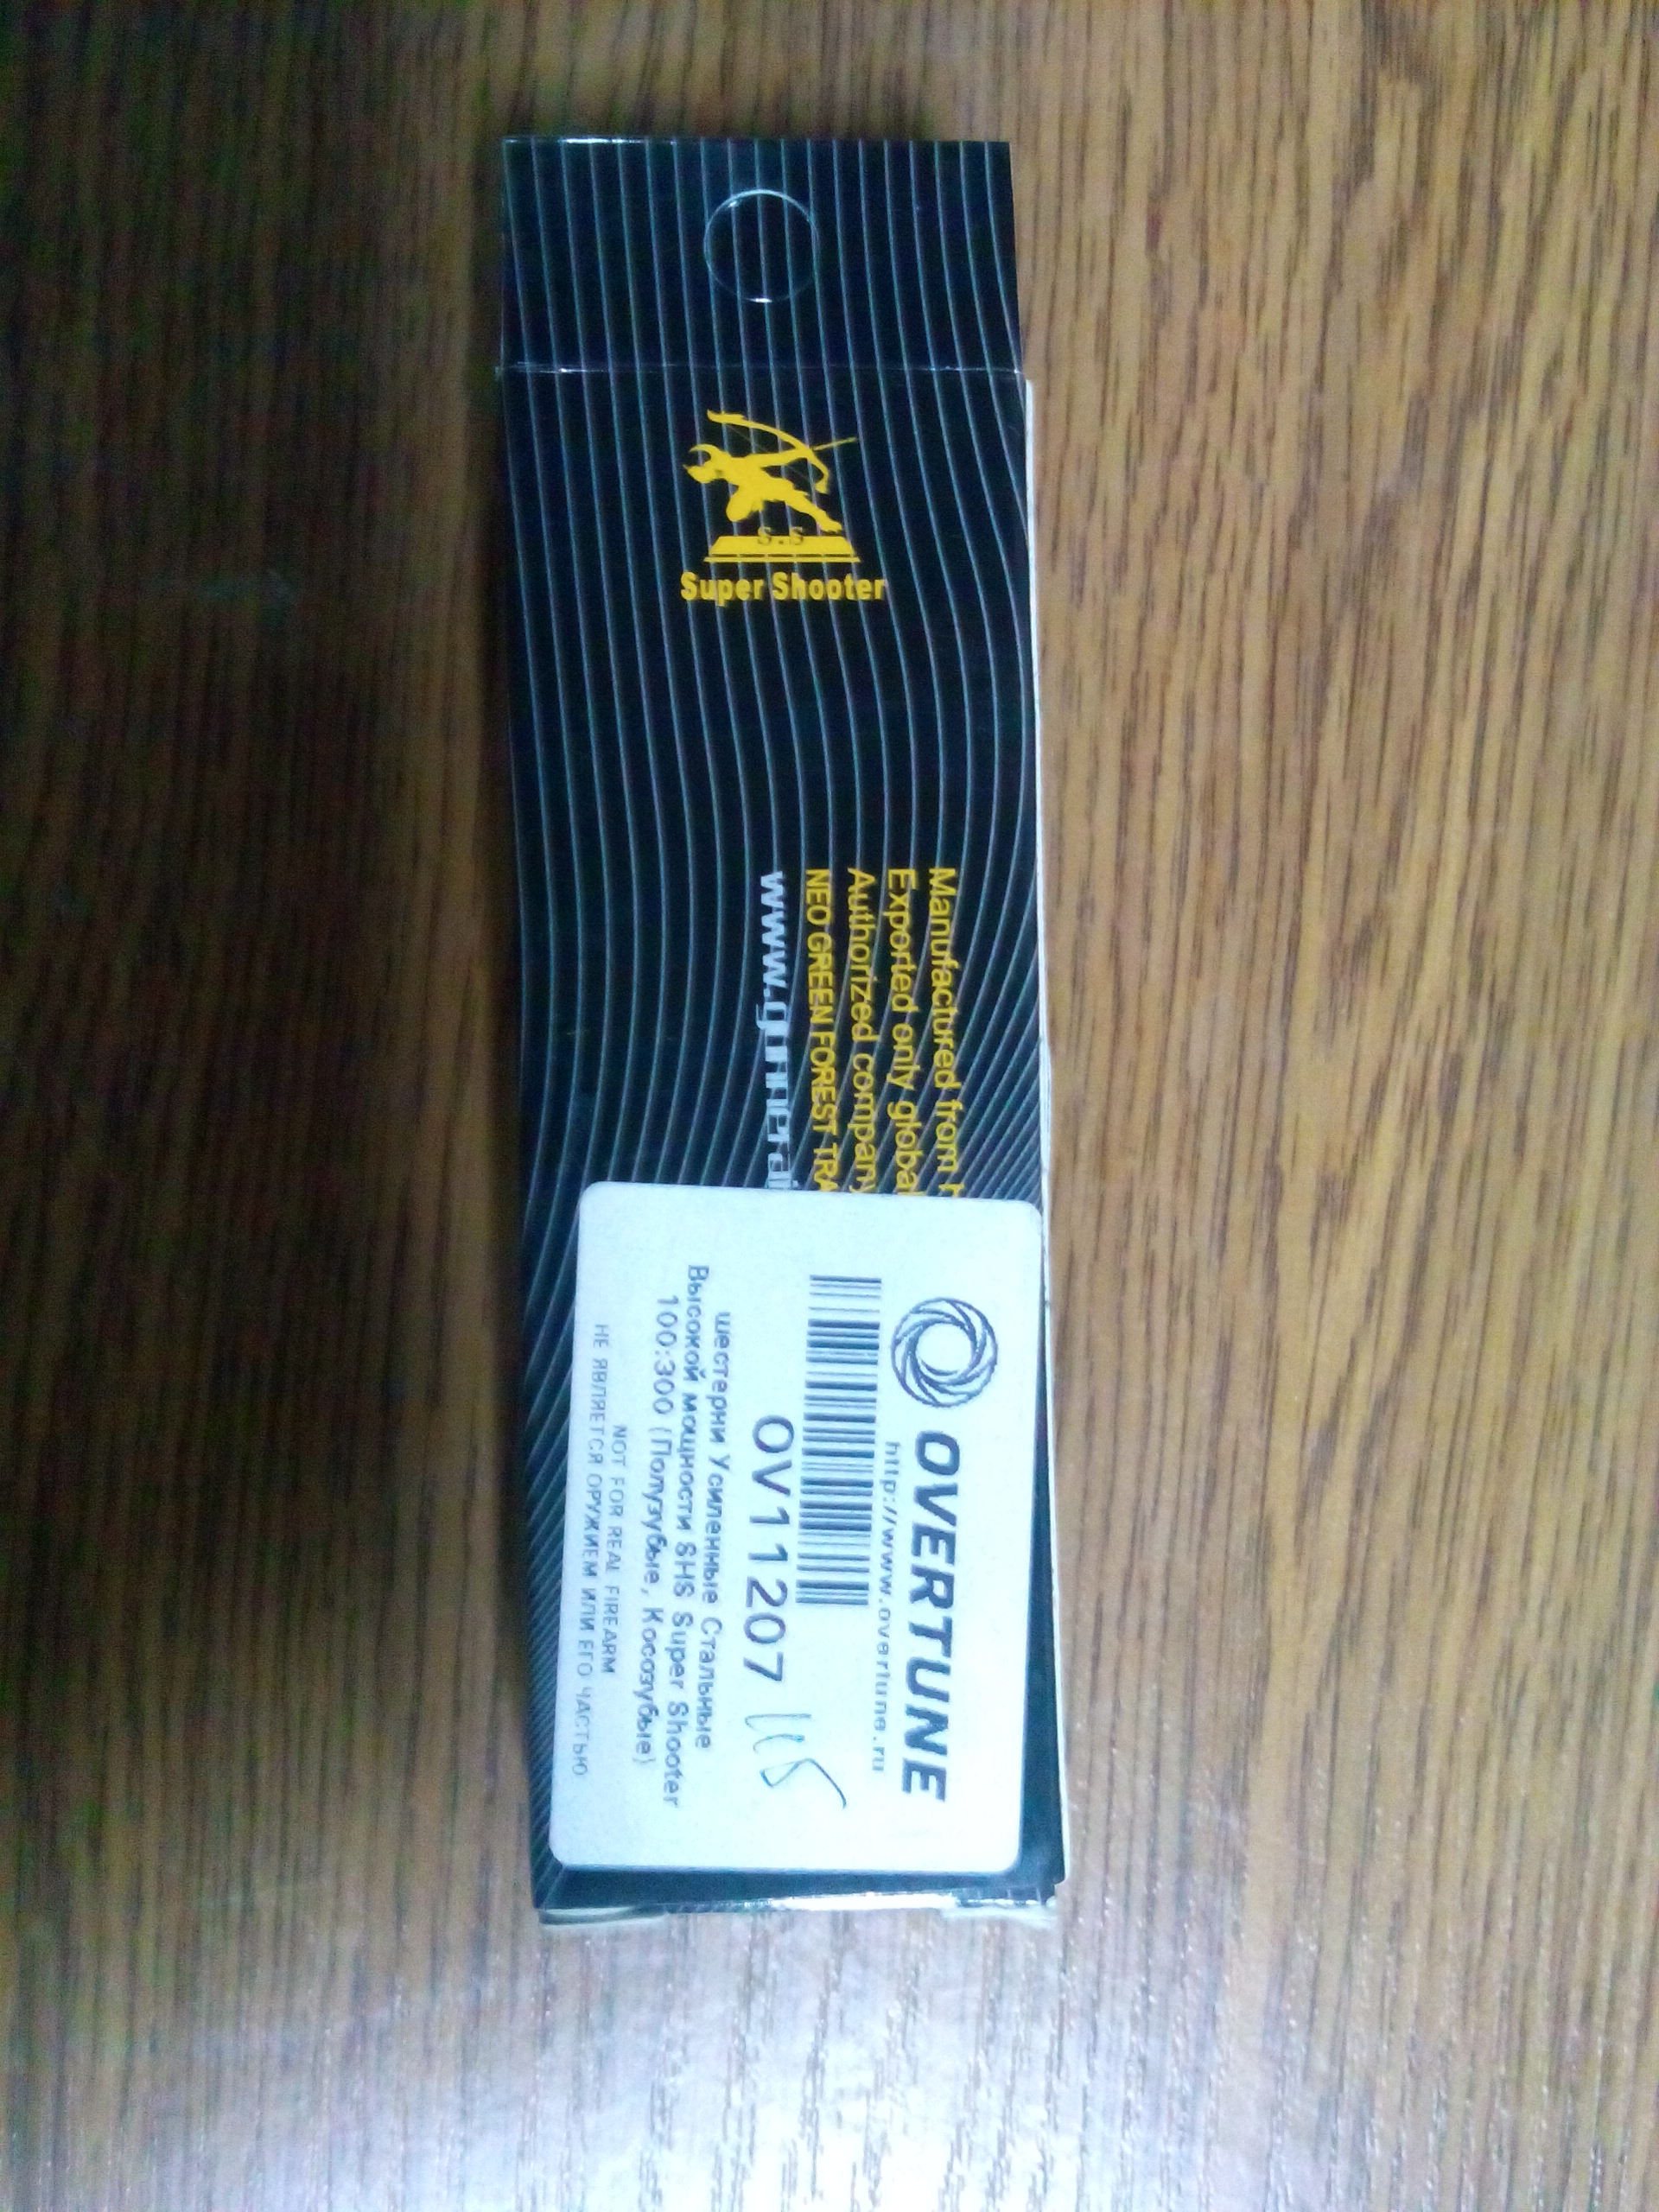 S.S
Super Shooter
Manufactured from
Exported only global
Authorized company
NEO GREEN FOREST TRA
OVERTUNE
http://www.overtune.ru
OV11207
шестерни Усиленные Стальные
Высокой мощности SHS Super Shooter
100:300 (Полузубые, Косозубые)
NOT FOR REAL FIREARM
НЕ ЯВЛЯЕТСЯ ОРУЖИЕМ ИЛИ ЕГО ЧАСТЬЮ